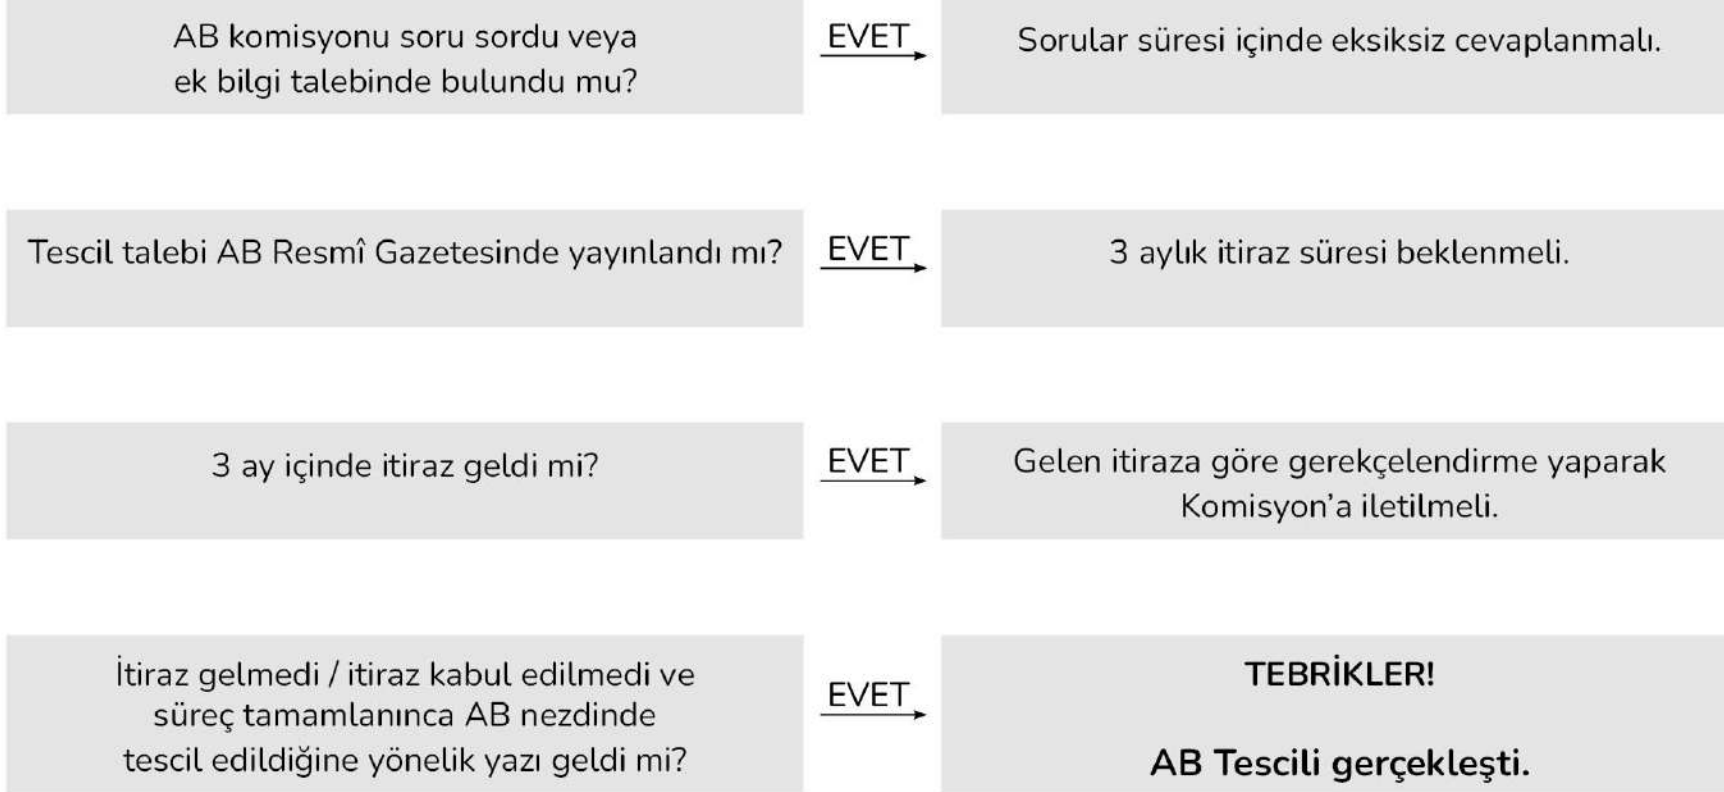 AB komisyonu soru sordu veya
ek bilgi talebinde bulundu mu?
EVET
Sorular süresi içinde eksiksiz cevaplanmalı.
Tescil talebi AB Resmî Gazetesinde yayınlandı mı?
EVET
3 aylık itiraz süresi beklenmeli.
3 ay içinde itiraz geldi mi?
EVET
Gelen itiraza göre gerekçelendirme yaparak
Komisyon’a iletilmeli.
İtiraz gelmedi / itiraz kabul edilmedi ve
süreç tamamlanınca AB nezdinde
tescil edildiğine yönelik yazı geldi mi?
EVET
TEBRİKLER!
AB Tescili gerçekleşti.